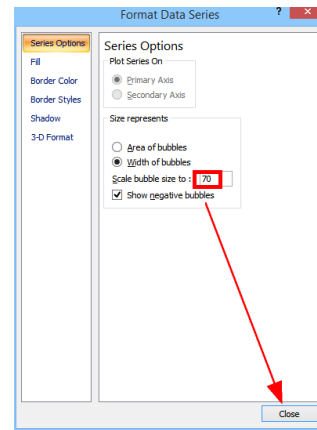 Format Data Series
?
Series Options
Fill
Border Color
Border Styles
Shadow
3-D Format
Series Options
Plot Series On
Primary Axis
Secondary Axis
Size represents
Area of bubbles
Width of bubbles
Scale bubble size to : 70
Show negative bubbles
Close